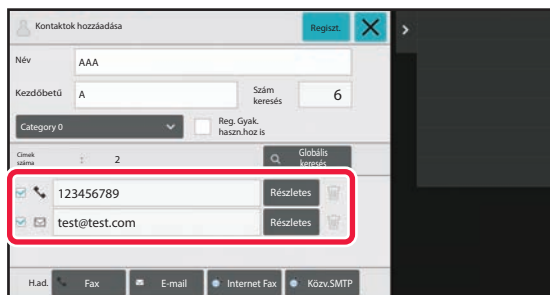 Kontaktok hozzáadása
Regiszt.
Név
AAA
Kezdőbetű
A
Szám
keresés
6
Category 0
Reg. Gyak.
haszn.hoz is
Címek
száma
:
2
Globális
keresés
123456789
Részletes
test@test.com
Részletes
H.ad.
Fax
E-mail
Internet Fax
Közv.SMTP